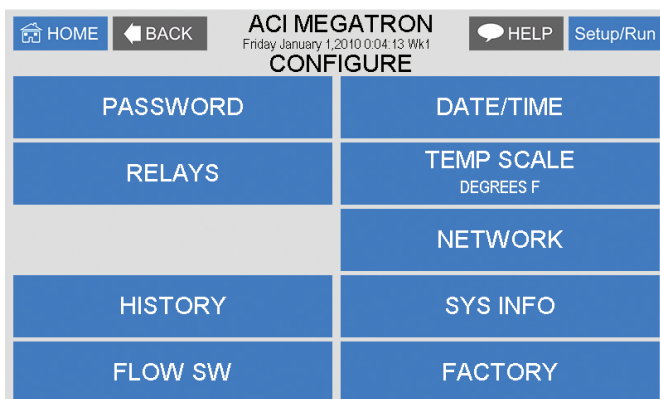 HOME
BACK
ACI MEGATRON
HELP
Setup/Run
Friday January 1,2010 0:04:13 Wk1
CONFIGURE
PASSWORD
DATE/TIME
RELAYS
TEMP SCALE
DEGREES F
NETWORK
HISTORY
SYS INFO
FLOW SW
FACTORY